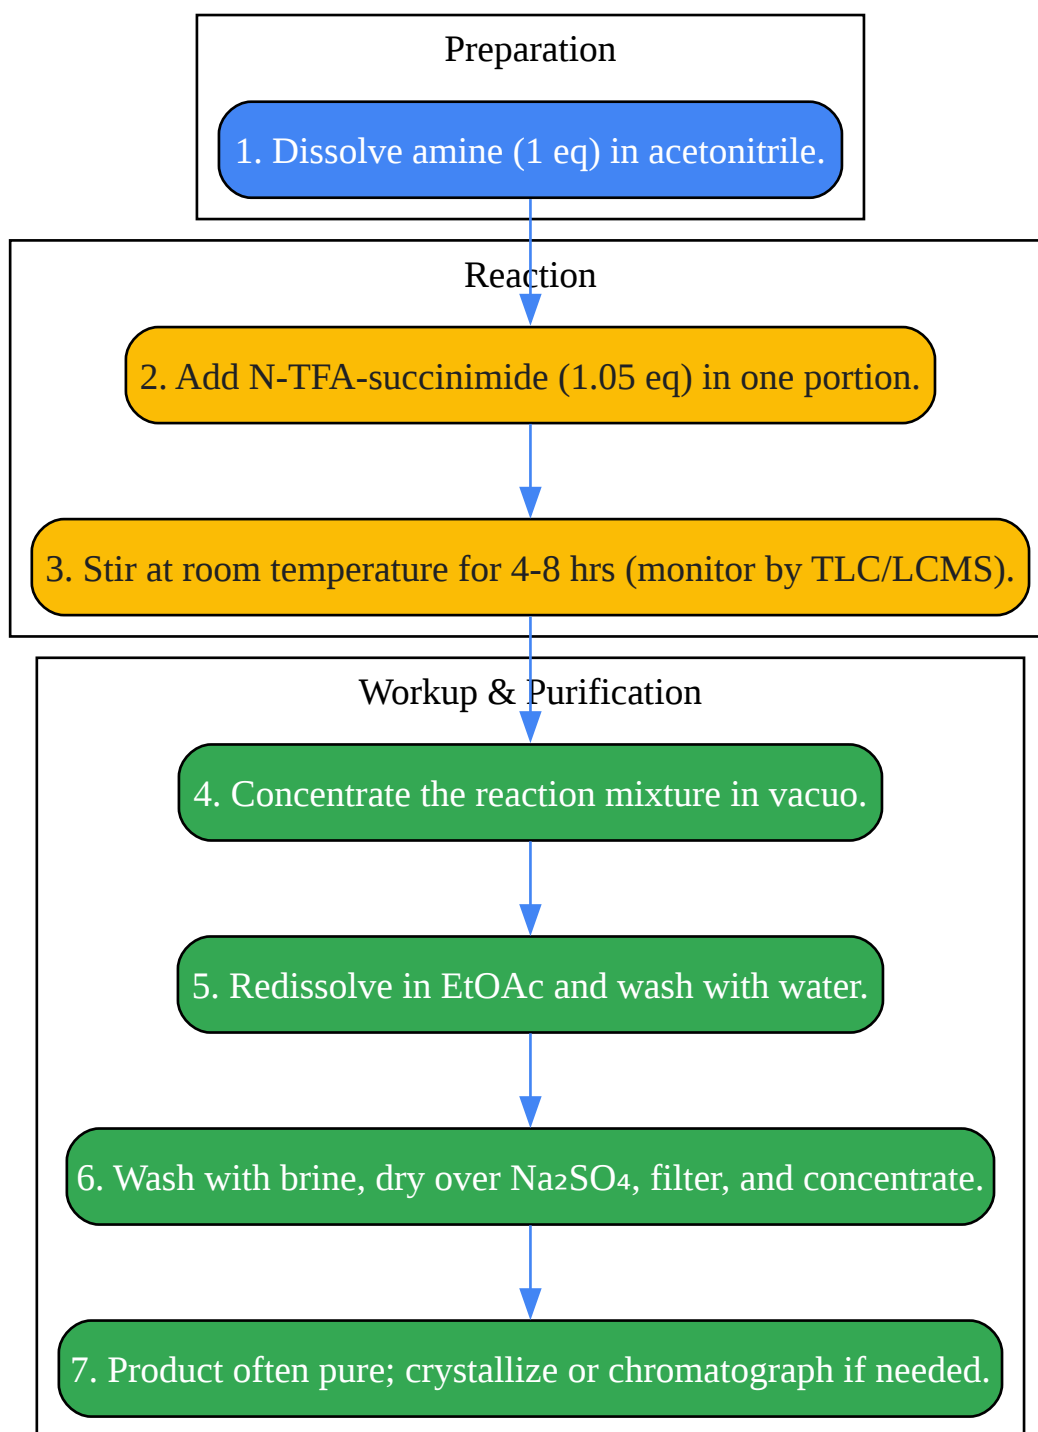 Preparation
1. Dissolve amine (1 eq) in acetonitrile.
Reaction
2. Add N-TFA-succinimide (1.05 eq) in one portion.
3. Stir at room temperature for 4-8 hrs (monitor by TLC/LCMS).
Workup & Purification
4. Concentrate the reaction mixture in vacuo.
5. Redissolve in EtOAc and wash with water.
6. Wash with brine, dry over Na₂SO₄, filter, and concentrate.
7. Product often pure; crystallize or chromatograph if needed.